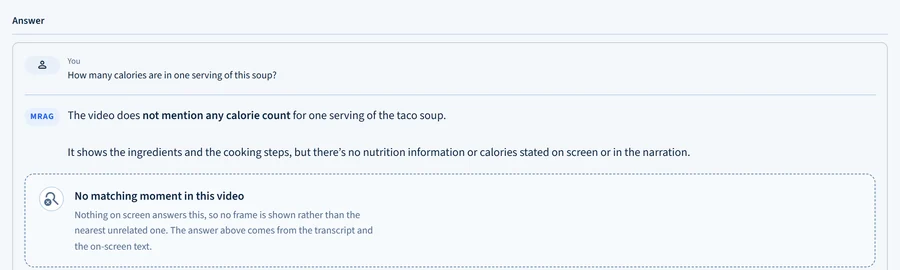 Answer
You
How many calories are in one serving of this soup?
MRAG
The video does not mention any calorie count for one serving of the taco soup.
It shows the ingredients and the cooking steps, but there’s no nutrition information or calories stated on screen or in the narration.
No matching moment in this video
Nothing on screen answers this, so no frame is shown rather than the
nearest unrelated one. The answer above comes from the transcript and
the on-screen text.